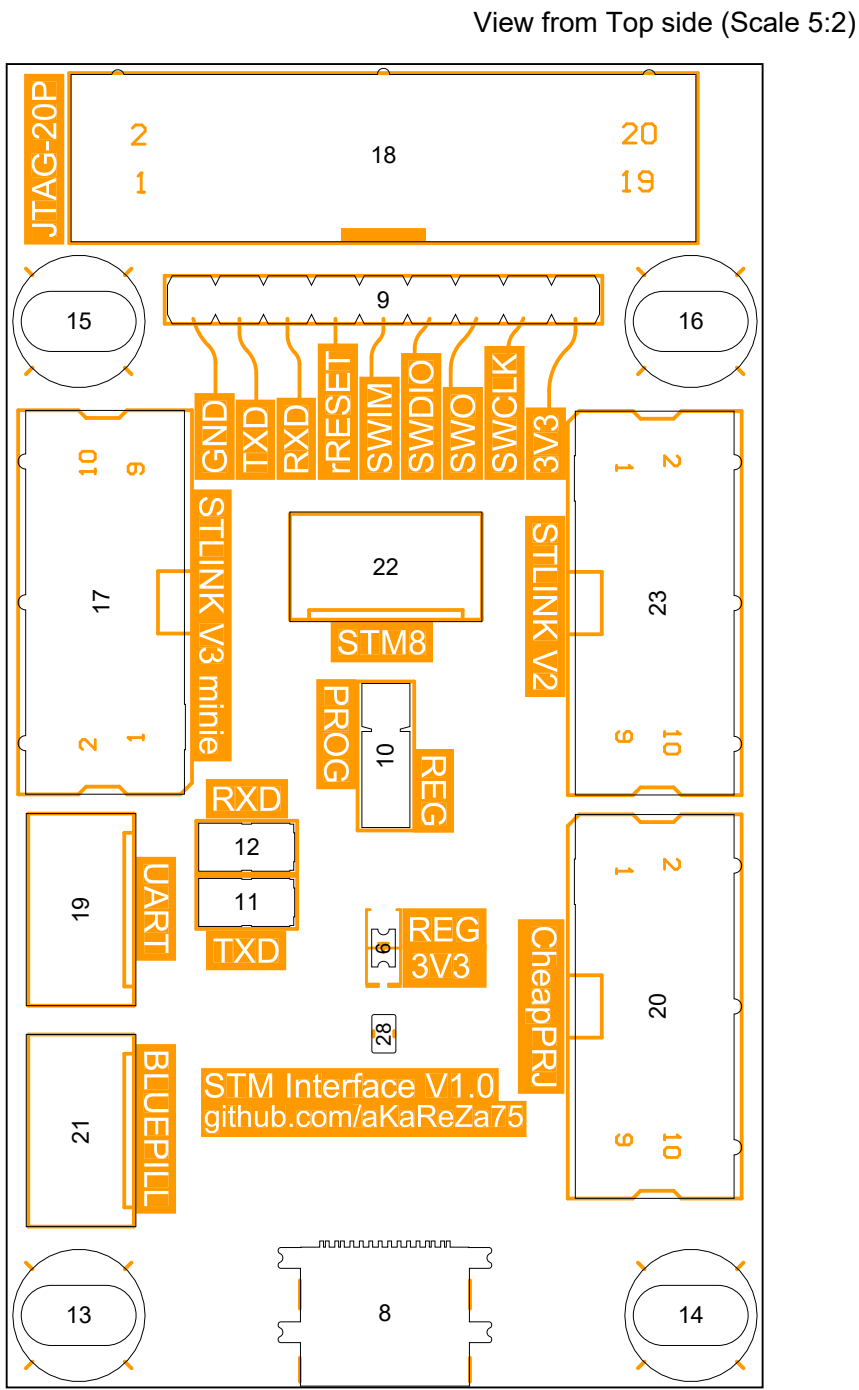 View from Top side (Scale 5:2)
JTAG-20P
2
20
18
1
19
15
9
16
GND
TXD
RXD
rRESET
SWIM
SWDIO
SWO
SWCLK
3V3
10
9
1
2
STLINK V3 minie
17
22
STLINK V2
23
STM8
PROG
10
REG
2
1
9
10
RXD
12
11
TXD
UART
19
1
2
6
REG
3V3
CheapPRJ
20
28
BLUEPILL
21
STM Interface V1.0
github.com/aKaReZa75
9
10
13
8
14